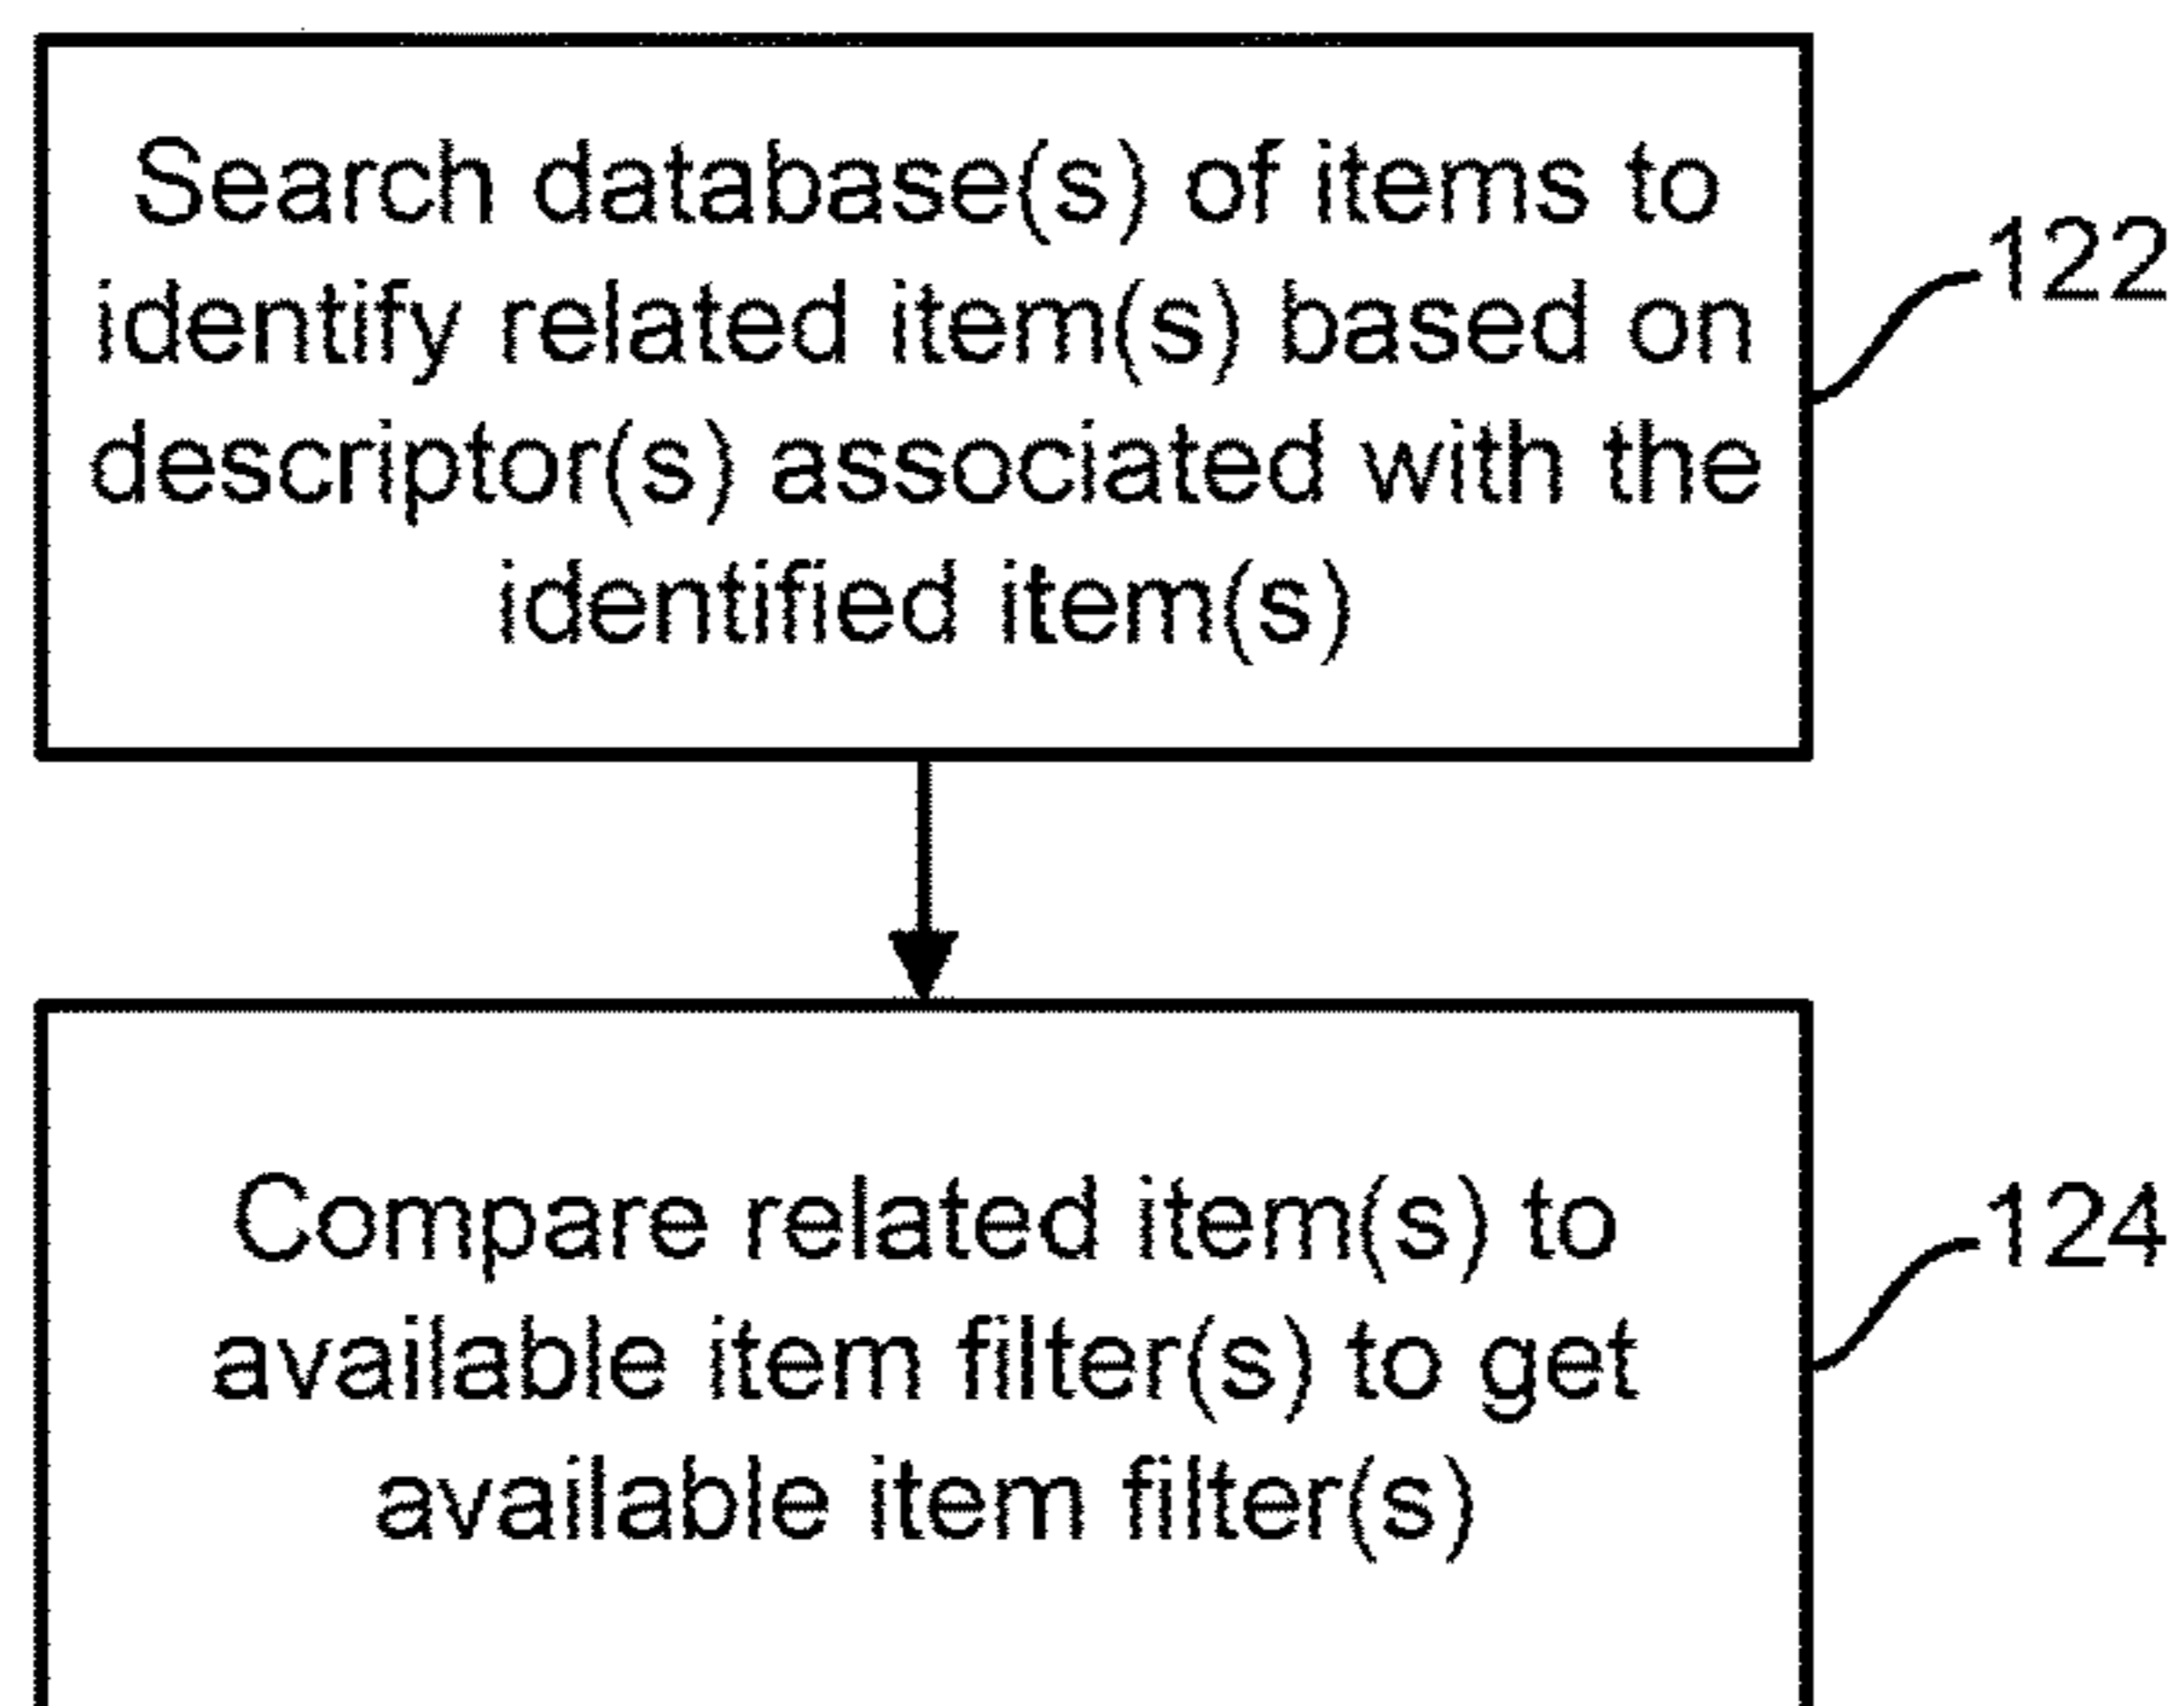 Search database(s) of items to
identify related item(s) based on
descriptor(s) associated with the
identified item(s)
122
Compare related item(s) to
available item filter(s) to get
available item filter(s)
124